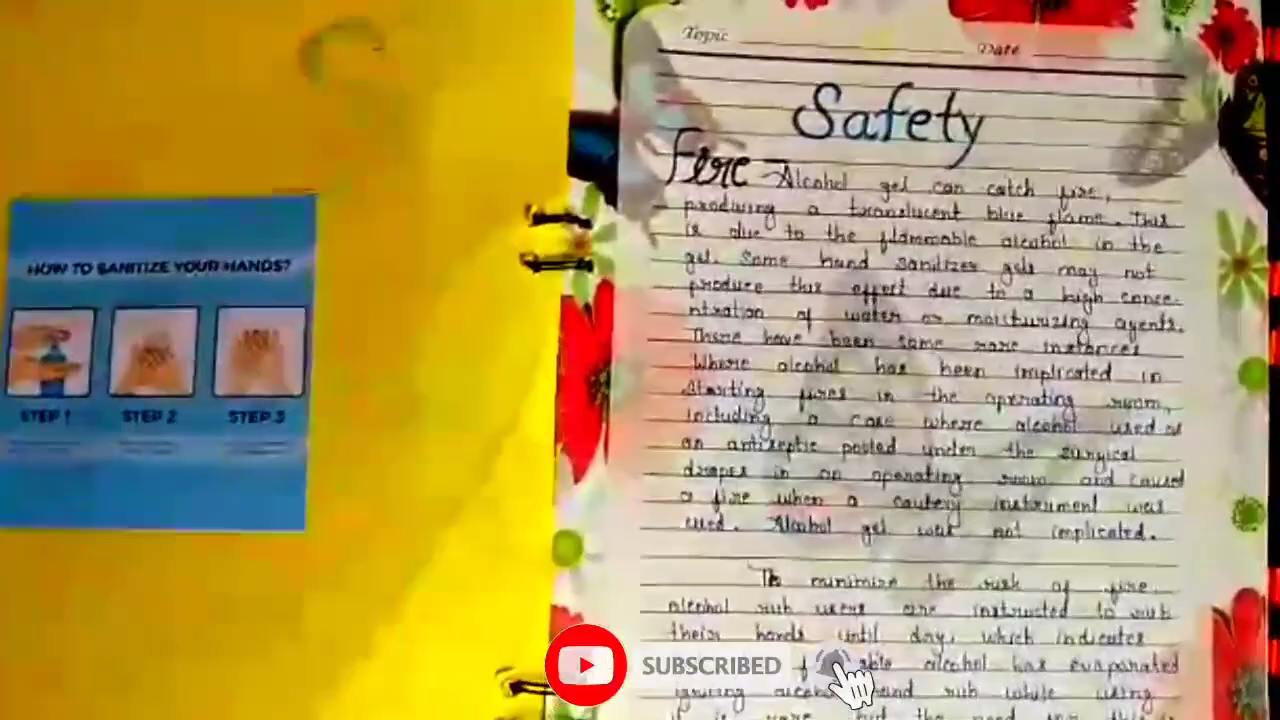 HOW TO SANITIZE YOUR HANDS?
STEP 1
STEP 2
STEP 3
Topic
Date
Safety
Fire - Alcohol gel can catch fire,
producing a translucent blue flame. This
is due to the flammable alcohol in the
gel. Some hand sanitizer gels may not
produce this effect due to a high conce-
ntration of water or moisturizing agents.
There have been some rare instances
Where alcohol has been implicated in
starting fires in the operating room,
including a case where alcohol used as
an antiseptic pooled under the surgical
drapes in an operating room and caused
a fire when a cautery instrument was
used. Alcohol gel was not implicated.
To minimize the risk of fire,
alcohol rub users are instructed to rub
their hands until dry, which indicates
alcohol has evaporated
hand rub while using
SUBSCRIBED